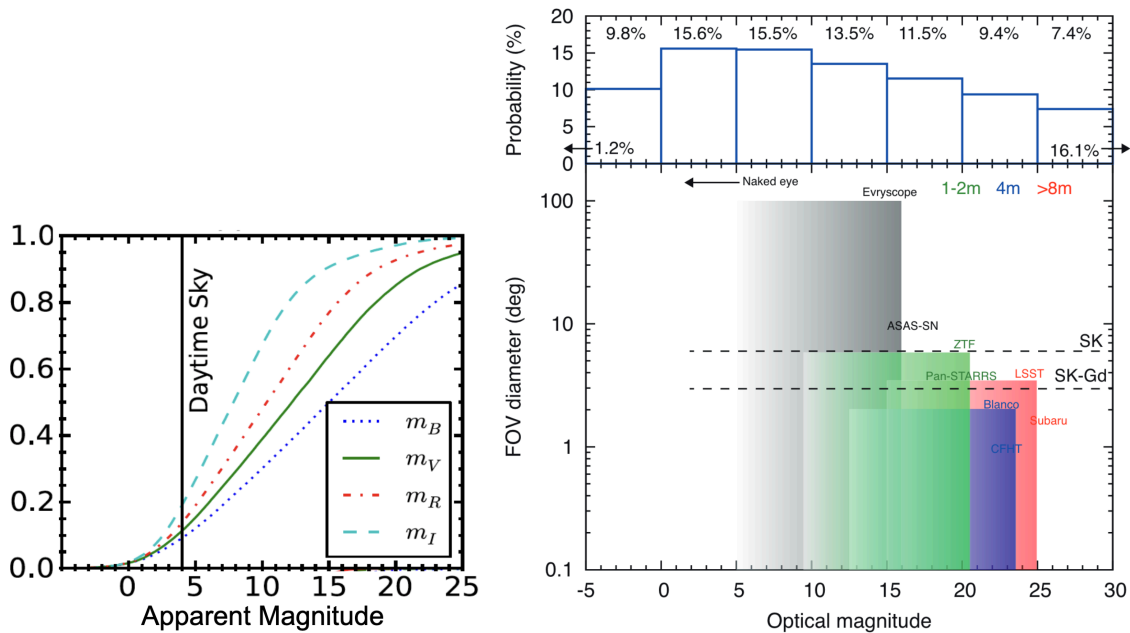 1.0
0.8
0.6
0.4
0.2
0.0
Daytime Sky
m_B
m_V
m_R
m_I
0 5 10 15 20 25
Apparent Magnitude
Probability (%)
20
15
10
5
0
9.8% 15.6% 15.5% 13.5% 11.5% 9.4% 7.4%
1.2% 16.1%
Naked eye
Evryscope
1-2m 4m >8m
FOV diameter (deg)
100
10
1
0.1
ASAS-SN
ZTF
SK
Pan-STARRS
LSST
SK-Gd
Blanco
Subaru
CFHT
-5 0 5 10 15 20 25 30
Optical magnitude